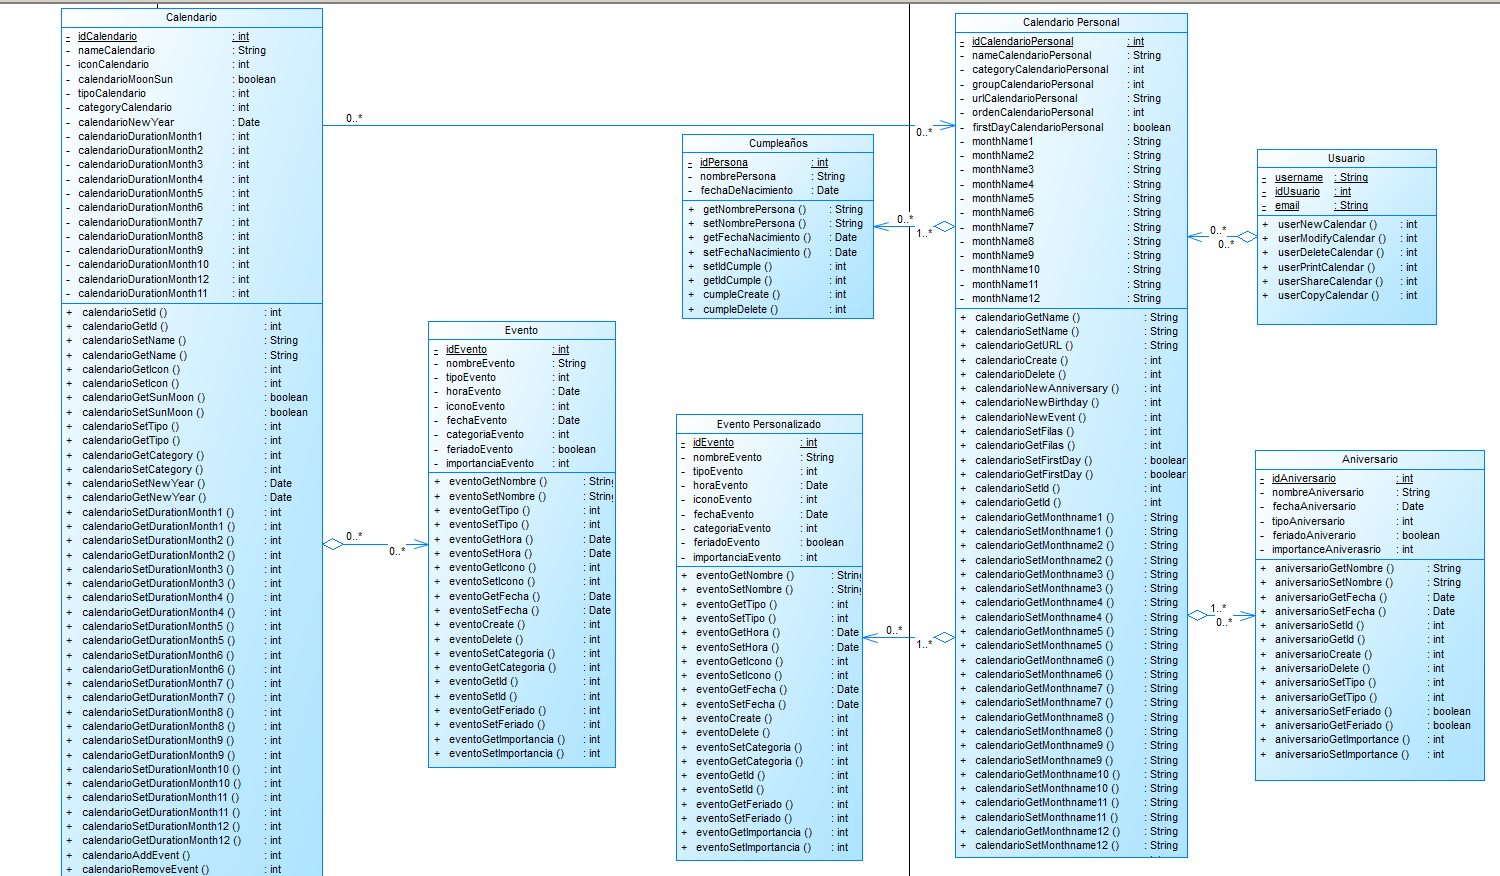 Calendario
- idCalendario : int
- nameCalendario : String
- iconCalendario : int
- calendarioMoonSun : boolean
- tipoCalendario : int
- categoryCalendario : int
- calendarioNewYear : Date
- calendarioDurationMonth1 : int
- calendarioDurationMonth2 : int
- calendarioDurationMonth3 : int
- calendarioDurationMonth4 : int
- calendarioDurationMonth5 : int
- calendarioDurationMonth6 : int
- calendarioDurationMonth7 : int
- calendarioDurationMonth8 : int
- calendarioDurationMonth9 : int
- calendarioDurationMonth10 : int
- calendarioDurationMonth12 : int
- calendarioDurationMonth11 : int
+ calendarioSetId () : int
+ calendarioGetId () : int
+ calendarioSetName () : String
+ calendarioGetName () : String
+ calendarioGetIcon () : int
+ calendarioSetIcon () : int
+ calendarioGetSunMoon () : boolean
+ calendarioSetSunMoon () : boolean
+ calendarioSetTipo () : int
+ calendarioGetTipo () : int
+ calendarioGetCategory () : int
+ calendarioSetCategory () : int
+ calendarioSetNewYear () : Date
+ calendarioGetNewYear () : Date
+ calendarioSetDurationMonth1 () : int
+ calendarioGetDurationMonth1 () : int
+ calendarioSetDurationMonth2 () : int
+ calendarioGetDurationMonth2 () : int
+ calendarioSetDurationMonth3 () : int
+ calendarioGetDurationMonth3 () : int
+ calendarioSetDurationMonth4 () : int
+ calendarioGetDurationMonth4 () : int
+ calendarioSetDurationMonth5 () : int
+ calendarioGetDurationMonth5 () : int
+ calendarioSetDurationMonth6 () : int
+ calendarioGetDurationMonth6 () : int
+ calendarioSetDurationMonth7 () : int
+ calendarioGetDurationMonth7 () : int
+ calendarioSetDurationMonth8 () : int
+ calendarioGetDurationMonth8 () : int
+ calendarioSetDurationMonth9 () : int
+ calendarioGetDurationMonth9 () : int
+ calendarioSetDurationMonth10 () : int
+ calendarioGetDurationMonth10 () : int
+ calendarioSetDurationMonth11 () : int
+ calendarioGetDurationMonth11 () : int
+ calendarioSetDurationMonth12 () : int
+ calendarioGetDurationMonth12 () : int
+ calendarioAddEvent () : int
+ calendarioRemoveEvent () : int
0..*
0..*
0..*
0..*
Evento
- idEvento : int
- nombreEvento : String
- tipoEvento : int
- horaEvento : Date
- iconoEvento : int
- fechaEvento : Date
- categoriaEvento : int
- feriadoEvento : boolean
- importanciaEvento : int
+ eventoGetNombre () : String
+ eventoSetNombre () : String
+ eventoGetTipo () : int
+ eventoSetTipo () : int
+ eventoGetHora () : Date
+ eventoSetHora () : Date
+ eventoGetIcono () : int
+ eventoSetIcono () : int
+ eventoGetFecha () : Date
+ eventoSetFecha () : Date
+ eventoCreate () : int
+ eventoDelete () : int
+ eventoSetCategoria () : int
+ eventoGetCategoria () : int
+ eventoGetId () : int
+ eventoSetId () : int
+ eventoGetFeriado () : int
+ eventoSetFeriado () : int
+ eventoGetImportancia () : int
+ eventoSetImportancia () : int
Cumpleaños
- idPersona : int
- nombrePersona : String
- fechaDeNacimiento : Date
+ getNombrePersona () : String
+ setNombrePersona () : String
+ getFechaNacimiento () : Date
+ setFechaNacimiento () : Date
+ setIdCumple () : int
+ getIdCumple () : int
+ cumpleCreate () : int
+ cumpleDelete () : int
0..*
1..*
Evento Personalizado
- idEvento : int
- nombreEvento : String
- tipoEvento : int
- horaEvento : Date
- iconoEvento : int
- fechaEvento : Date
- categoriaEvento : int
- feriadoEvento : boolean
- importanciaEvento : int
+ eventoGetNombre () : String
+ eventoSetNombre () : String
+ eventoGetTipo () : int
+ eventoSetTipo () : int
+ eventoGetHora () : Date
+ eventoSetHora () : Date
+ eventoGetIcono () : int
+ eventoSetIcono () : int
+ eventoGetFecha () : Date
+ eventoSetFecha () : Date
+ eventoCreate () : int
+ eventoDelete () : int
+ eventoSetCategoria () : int
+ eventoGetCategoria () : int
+ eventoGetId () : int
+ eventoSetId () : int
+ eventoGetFeriado () : int
+ eventoSetFeriado () : int
+ eventoGetImportancia () : int
+ eventoSetImportancia () : int
0..*
1..*
Calendario Personal
- idCalendarioPersonal : int
- nameCalendarioPersonal : String
- categoryCalendarioPersonal : int
- groupCalendarioPersonal : int
- urlCalendarioPersonal : String
- ordenCalendarioPersonal : int
- firstDayCalendarioPersonal : boolean
- monthName1 : String
- monthName2 : String
- monthName3 : String
- monthName4 : String
- monthName5 : String
- monthName6 : String
- monthName7 : String
- monthName8 : String
- monthName9 : String
- monthName10 : String
- monthName11 : String
- monthName12 : String
+ calendarioGetName () : String
+ calendarioSetName () : String
+ calendarioGetURL () : String
+ calendarioCreate () : int
+ calendarioDelete () : int
+ calendarioNewAnniversary () : int
+ calendarioNewBirthday () : int
+ calendarioNewEvent () : int
+ calendarioSetFilas () : int
+ calendarioGetFilas () : int
+ calendarioSetFirstDay () : boolean
+ calendarioGetFirstDay () : boolean
+ calendarioSetId () : int
+ calendarioGetId () : int
+ calendarioGetMonthname1 () : String
+ calendarioSetMonthname1 () : String
+ calendarioGetMonthname2 () : String
+ calendarioSetMonthname2 () : String
+ calendarioGetMonthname3 () : String
+ calendarioSetMonthname3 () : String
+ calendarioGetMonthname4 () : String
+ calendarioSetMonthname4 () : String
+ calendarioGetMonthname5 () : String
+ calendarioSetMonthname5 () : String
+ calendarioGetMonthname6 () : String
+ calendarioSetMonthname6 () : String
+ calendarioGetMonthname7 () : String
+ calendarioSetMonthname7 () : String
+ calendarioGetMonthname8 () : String
+ calendarioSetMonthname8 () : String
+ calendarioGetMonthname9 () : String
+ calendarioSetMonthname9 () : String
+ calendarioGetMonthname10 () : String
+ calendarioSetMonthname10 () : String
+ calendarioGetMonthname11 () : String
+ calendarioSetMonthname11 () : String
+ calendarioGetMonthname12 () : String
+ calendarioSetMonthname12 () : String
Usuario
- username : String
- idUsuario : int
- email : String
+ userNewCalendar () : int
+ userModifyCalendar () : int
+ userDeleteCalendar () : int
+ userPrintCalendar () : int
+ userShareCalendar () : int
+ userCopyCalendar () : int
0..*
0..*
Aniversario
- idAniversario : int
- nombreAniversario : String
- fechaAniversario : Date
- tipoAniversario : int
- feriadoAniverario : boolean
- importanceAniverasrio : int
+ aniversarioGetNombre () : String
+ aniversarioSetNombre () : String
+ aniversarioGetFecha () : Date
+ aniversarioSetFecha () : Date
+ aniversarioSetId () : int
+ aniversarioGetId () : int
+ aniversarioCreate () : int
+ aniversarioDelete () : int
+ aniversarioSetTipo () : int
+ aniversarioGetTipo () : int
+ aniversarioSetFeriado () : boolean
+ aniversarioGetFeriado () : boolean
+ aniversarioGetImportance () : int
+ aniversarioSetImportance () : int
1..*
0..*